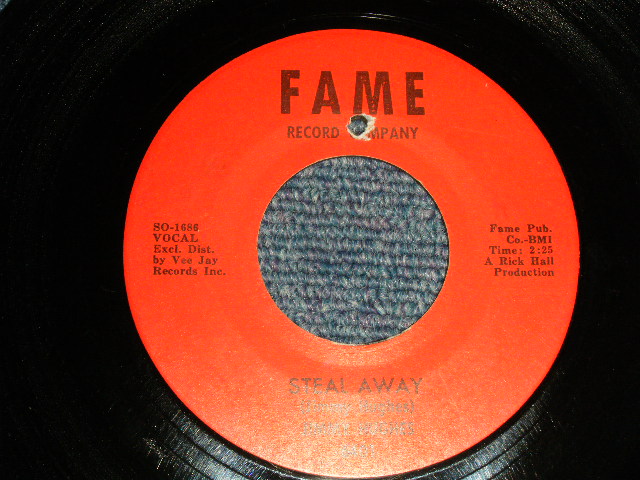 FAME
RECORD MPANY
SO-1686
VOCAL
Excl. Dist.
by Vee Jay
Records Inc.
Fame Pub.
Co.-BMI
Time: 2:25
A Rick Hall
Production
STEAL AWAY